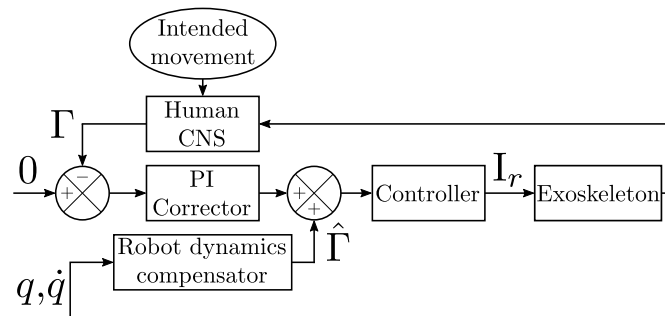 Intended
movement
Human
CNS
Γ
0
−
+
PI
Corrector
+
+
Controller
I_r
Exoskeleton
Robot dynamics
compensator
Γ̂
q,q̇